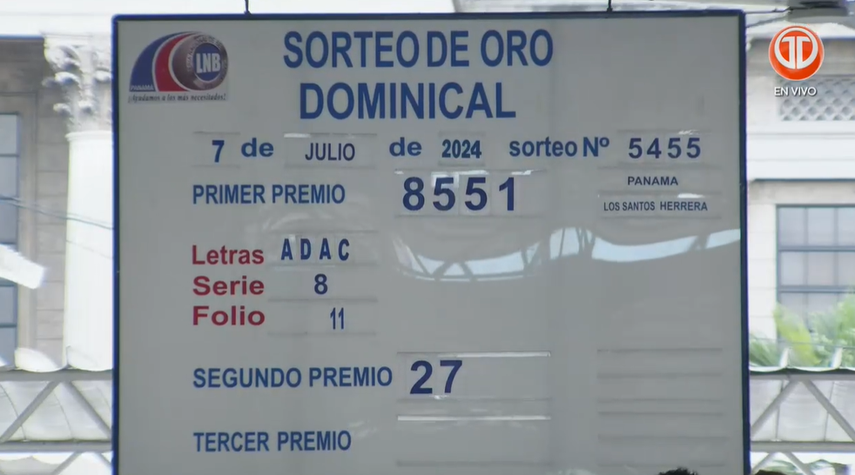 LNB
PANAMA
¡Ayudamos a los más necesitados!
SORTEO DE ORO
DOMINICAL
EN VIVO
7 de JULIO de 2024 sorteo Nº 5455
PRIMER PREMIO 8551 PANAMA
LOS SANTOS HERRERA
Letras ADAC
Serie 8
Folio 11
SEGUNDO PREMIO 27
TERCER PREMIO